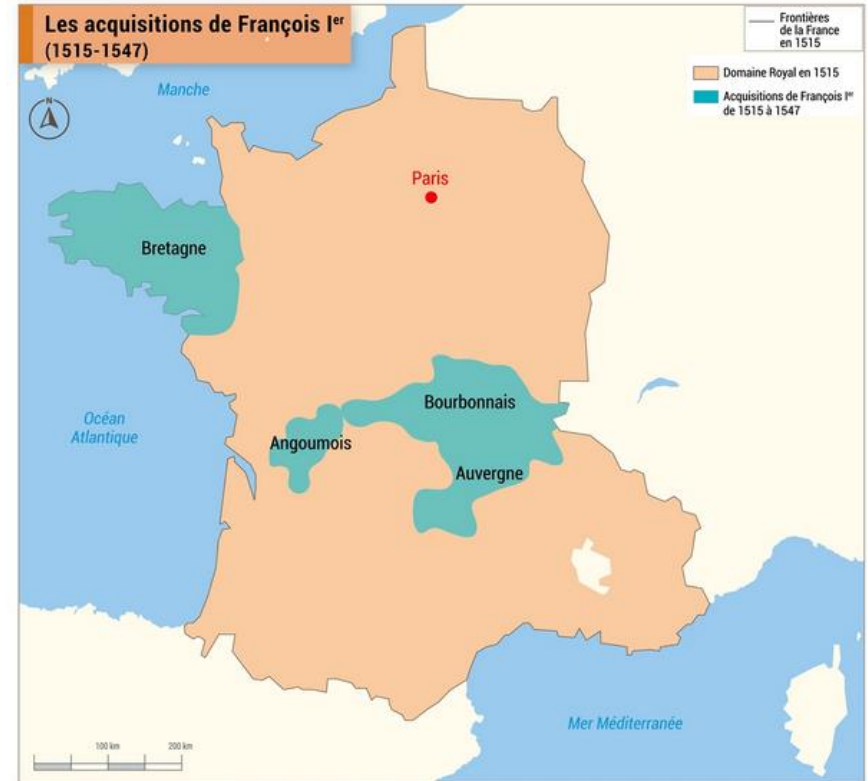 Les acquisitions de François Iᵉʳ
(1515-1547)
Frontières
de la France
en 1515
Domaine Royal en 1515
Acquisitions de François Iᵉʳ
de 1515 à 1547
Manche
N
Paris
Bretagne
Océan
Atlantique
Bourbonnais
Angoumois
Auvergne
Mer Méditerranée
100 km 200 km